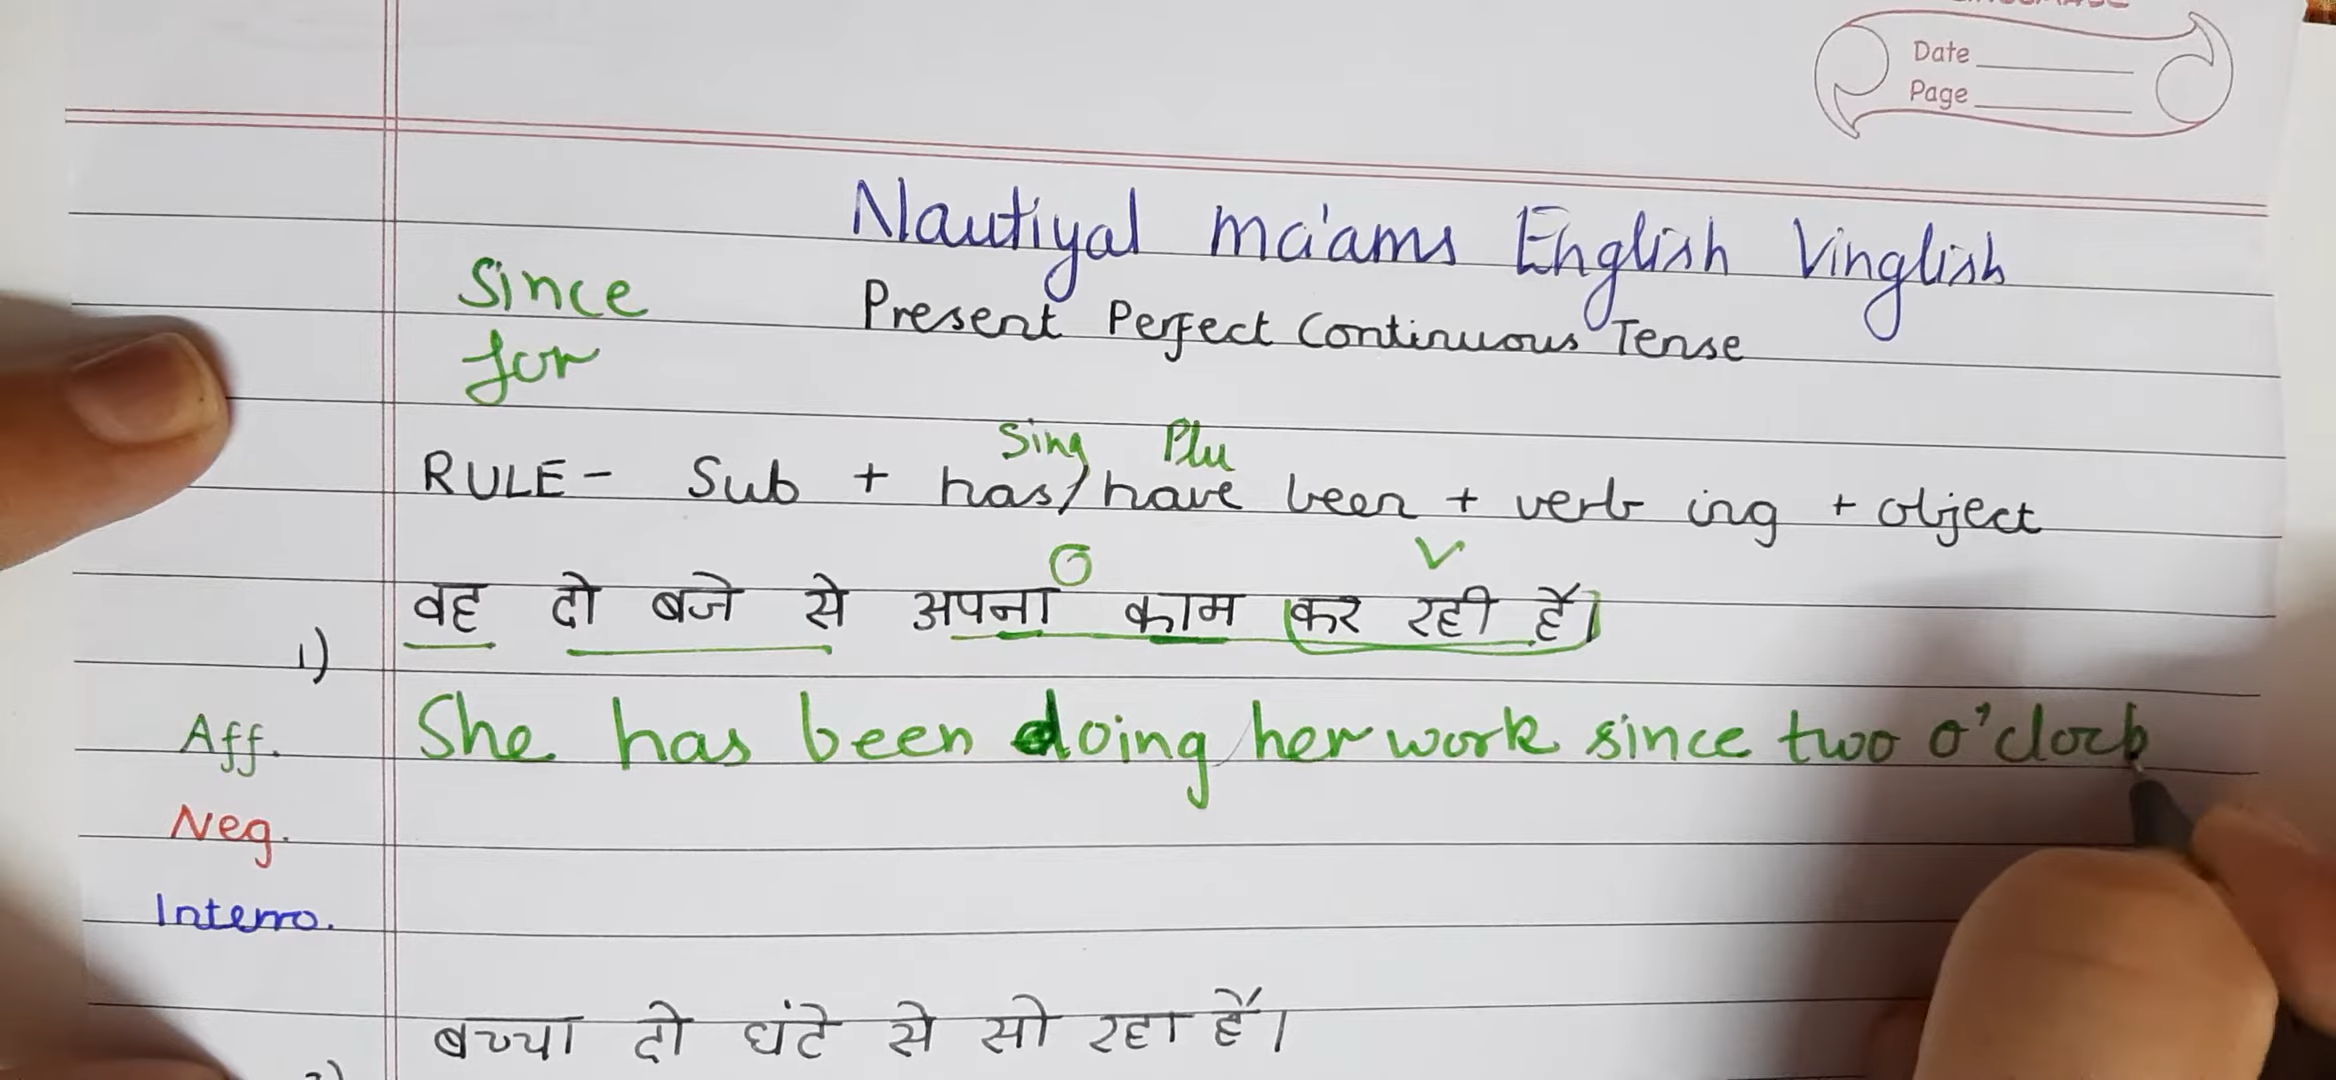 Date
Page
Nautiyal ma'ams English Vinglish
Since
Present Perfect Continuous Tense
for
Sing Plu
RULE - Sub + has/have been + verb ing + object
O V
वह दो बजे से अपना काम कर रही हैं।
1)
Aff. She has been doing her work since two o'clock
Neg.
Interro.
बच्चा दो घंटे से सो रहा हैं।